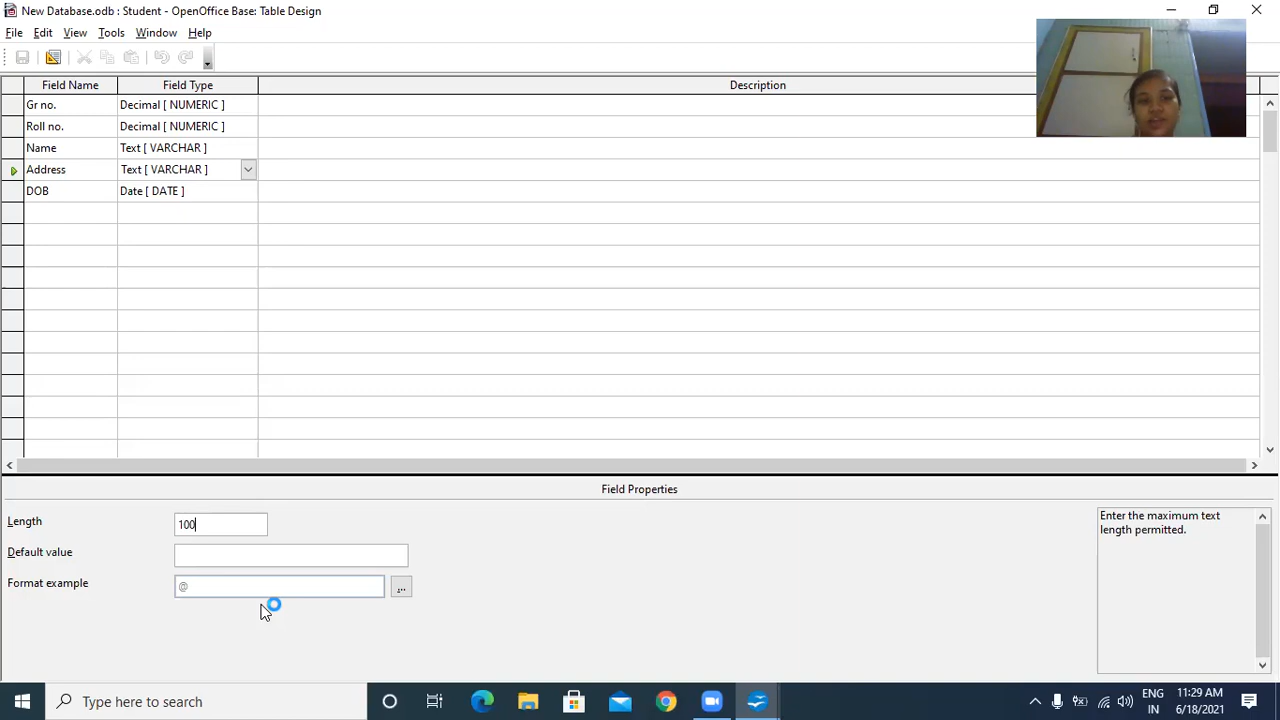 New Database.odb : Student - OpenOffice Base: Table Design
File Edit View Tools Window Help
Field Name Field Type Description
Gr no. Decimal [ NUMERIC ]
Roll no. Decimal [ NUMERIC ]
Name Text [ VARCHAR ]
Address Text [ VARCHAR ]
DOB Date [ DATE ]
Field Properties
Length 100
Default value
Format example @ ...
Enter the maximum text
length permitted.
Type here to search
ENG
IN
11:29 AM
6/18/2021